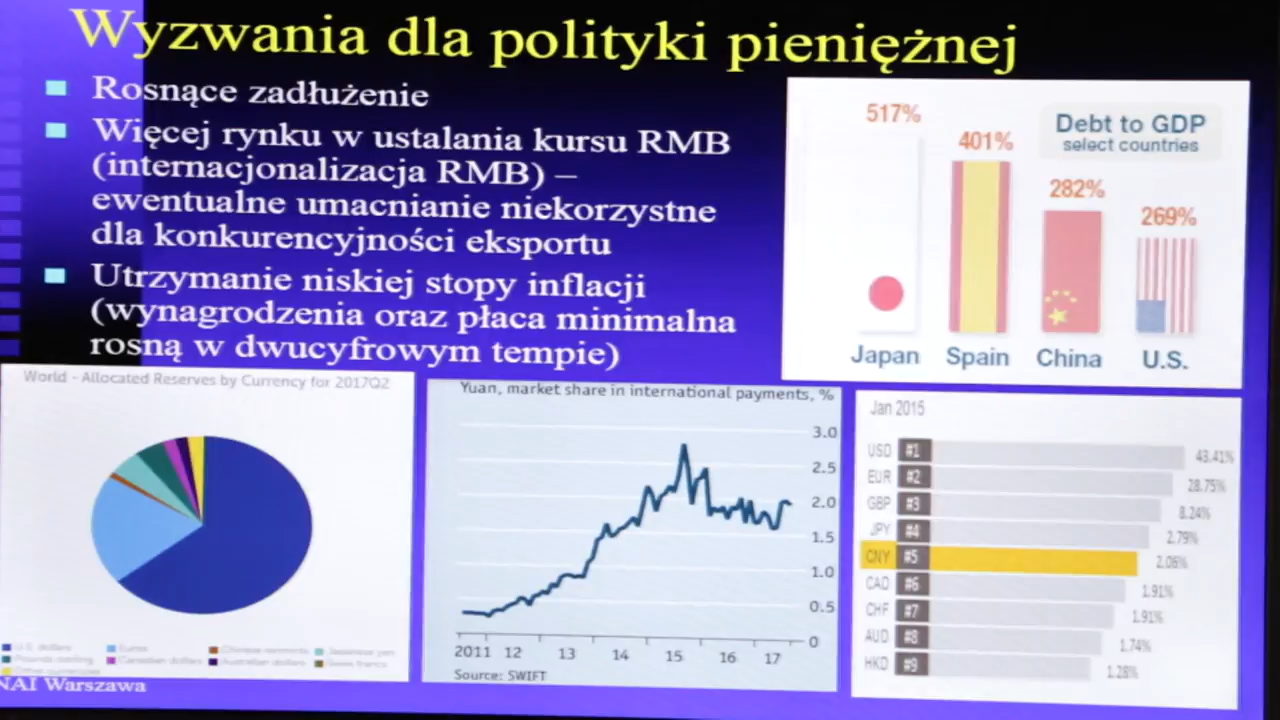 Wyzwania dla polityki pieniężnej
Rosnące zadłużenie
Więcej rynku w ustalania kursu RMB
(internacjonalizacja RMB) –
ewentualne umacnianie niekorzystne
dla konkurencyjności eksportu
Utrzymanie niskiej stopy inflacji
(wynagrodzenia oraz płaca minimalna
rosną w dwucyfrowym tempie)
Debt to GDP
select countries
517%
401%
282%
269%
Japan Spain China U.S.
World - Allocated Reserves by Currency for 2017Q2
U.S. dollars Euros Chinese renminbi Japanese yen
Pounds sterling Canadian dollars Australian dollars Swiss francs
Other currencies
Yuan, market share in international payments, %
3.0
2.5
2.0
1.5
1.0
0.5
0
2011 12 13 14 15 16 17
Source: SWIFT
Jan 2015
USD #1 43.41%
EUR #2 28.75%
GBP #3 8.24%
JPY #4 2.79%
CNY #5 2.06%
CAD #6 1.91%
CHF #7 1.91%
AUD #8 1.74%
HKD #9 1.28%
NAI Warszawa